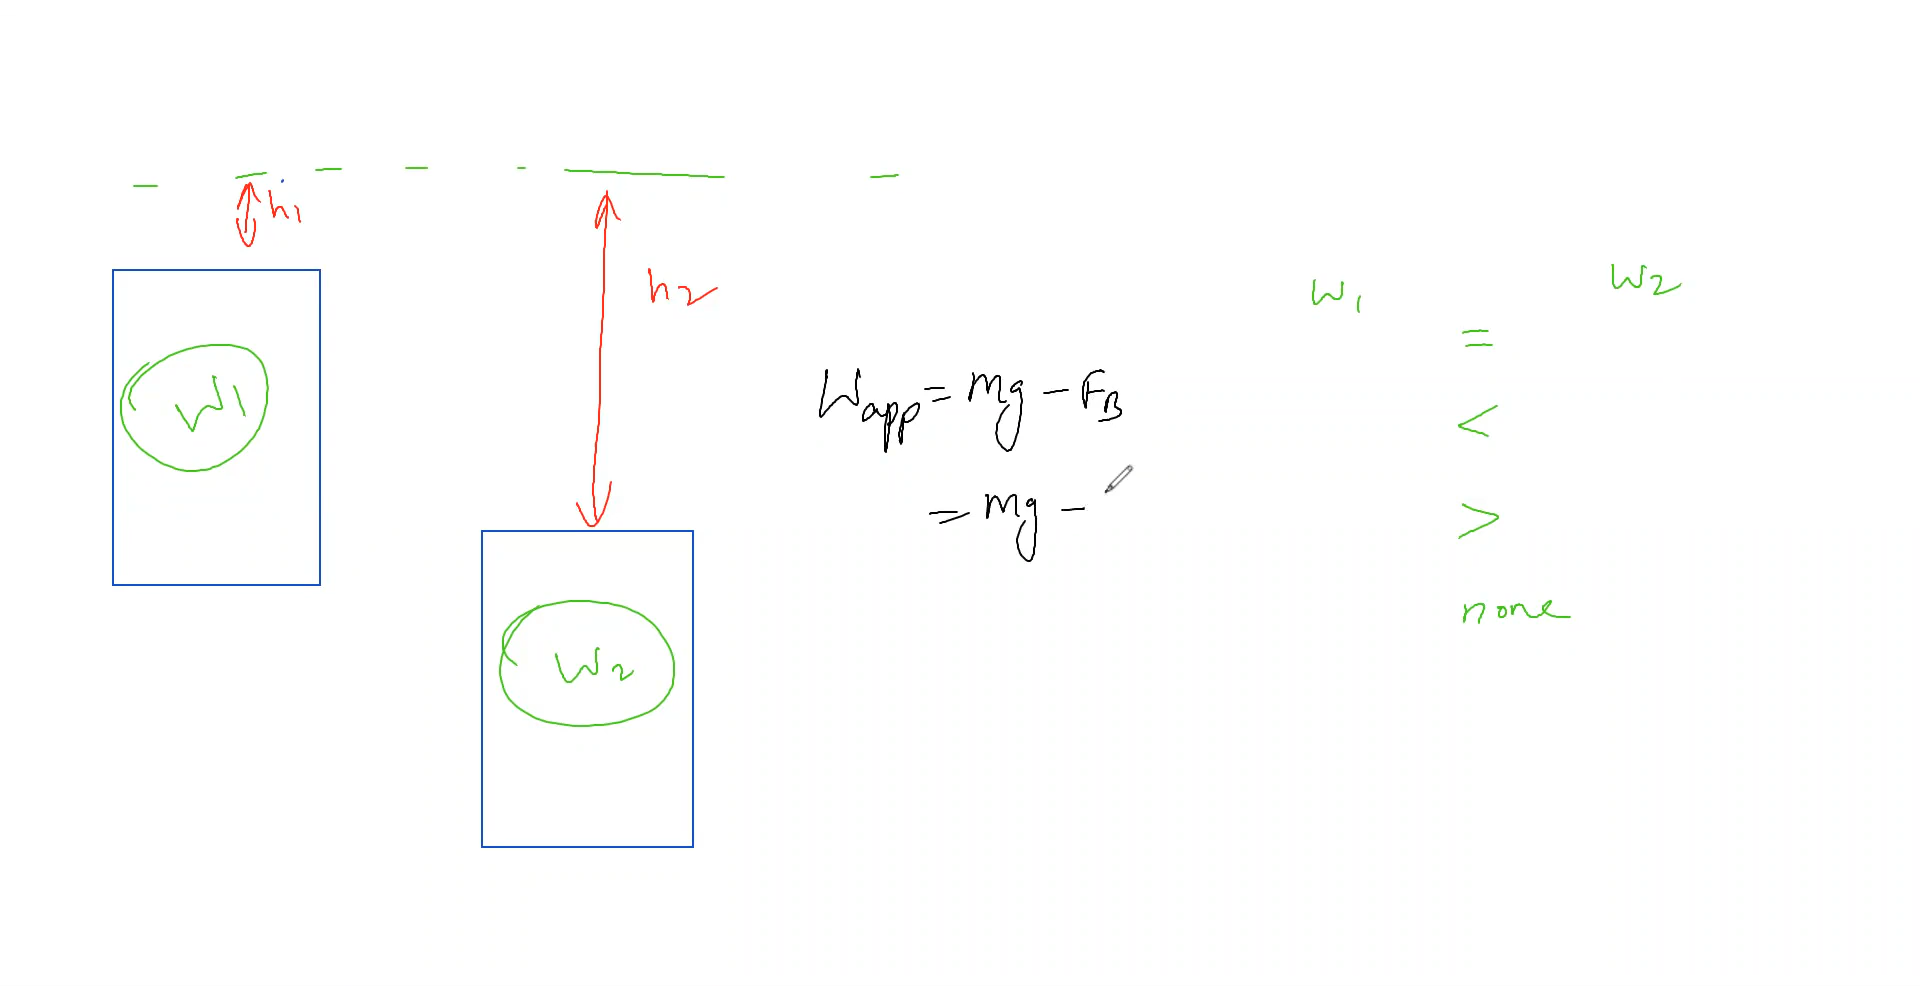 h1
h2
W1
W2
Wapp = mg - FB
= mg -
W1
W2
=
<
>
none